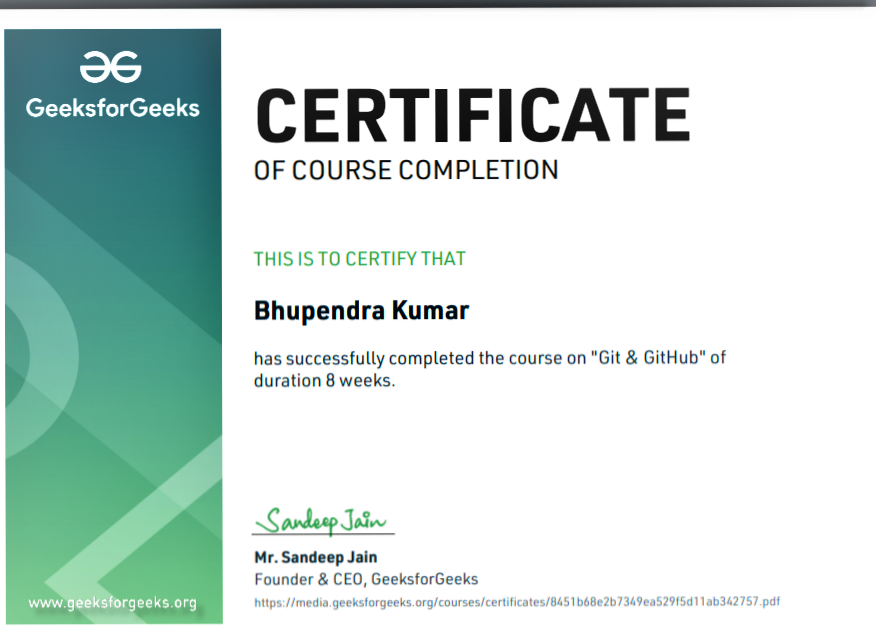 GeeksforGeeks
CERTIFICATE
OF COURSE COMPLETION
THIS IS TO CERTIFY THAT
Bhupendra Kumar
has successfully completed the course on "Git & GitHub" of
duration 8 weeks.
Sandeep Jain
Mr. Sandeep Jain
Founder & CEO, GeeksforGeeks
https://media.geeksforgeeks.org/courses/certificates/8451b68e2b7349ea529f5d11ab342757.pdf
www.geeksforgeeks.org